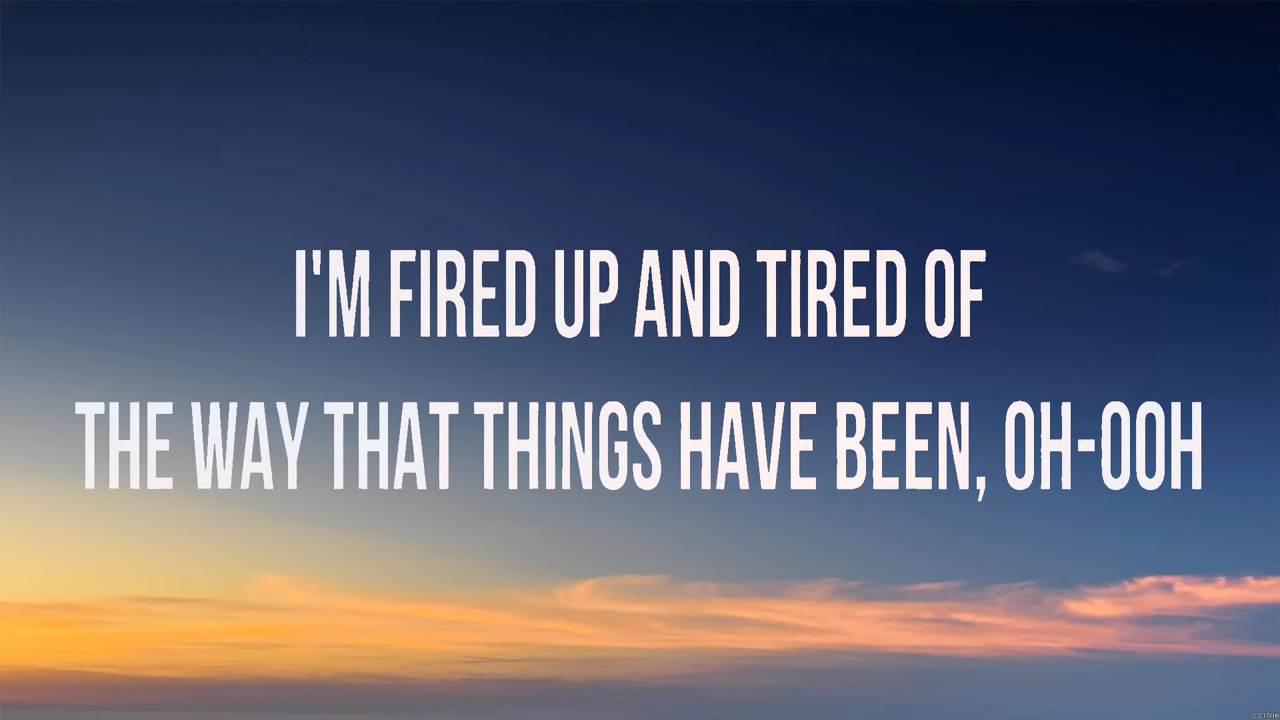 I'M FIRED UP AND TIRED OF
THE WAY THAT THINGS HAVE BEEN, OH-OOH